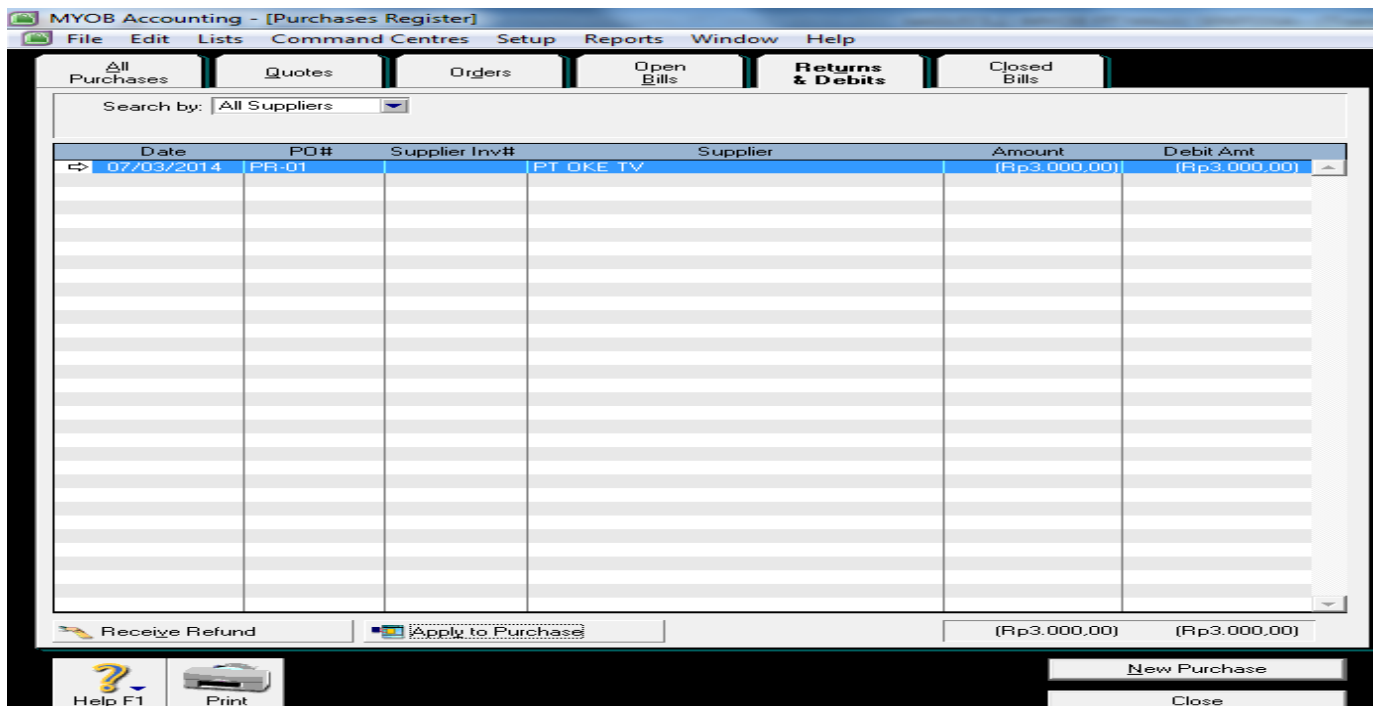 MYOB Accounting - [Purchases Register]
File Edit Lists Command Centres Setup Reports Window Help
All Purchases
Quotes
Orders
Open Bills
Returns & Debits
Closed Bills
Search by: All Suppliers
Date PO# Supplier Inv# Supplier Amount Debit Amt
07/03/2014 PR-01 PT OKE TV (Rp3.000,00) (Rp3.000,00)
Receive Refund Apply to Purchase (Rp3.000,00) (Rp3.000,00)
Help F1 Print New Purchase
Close